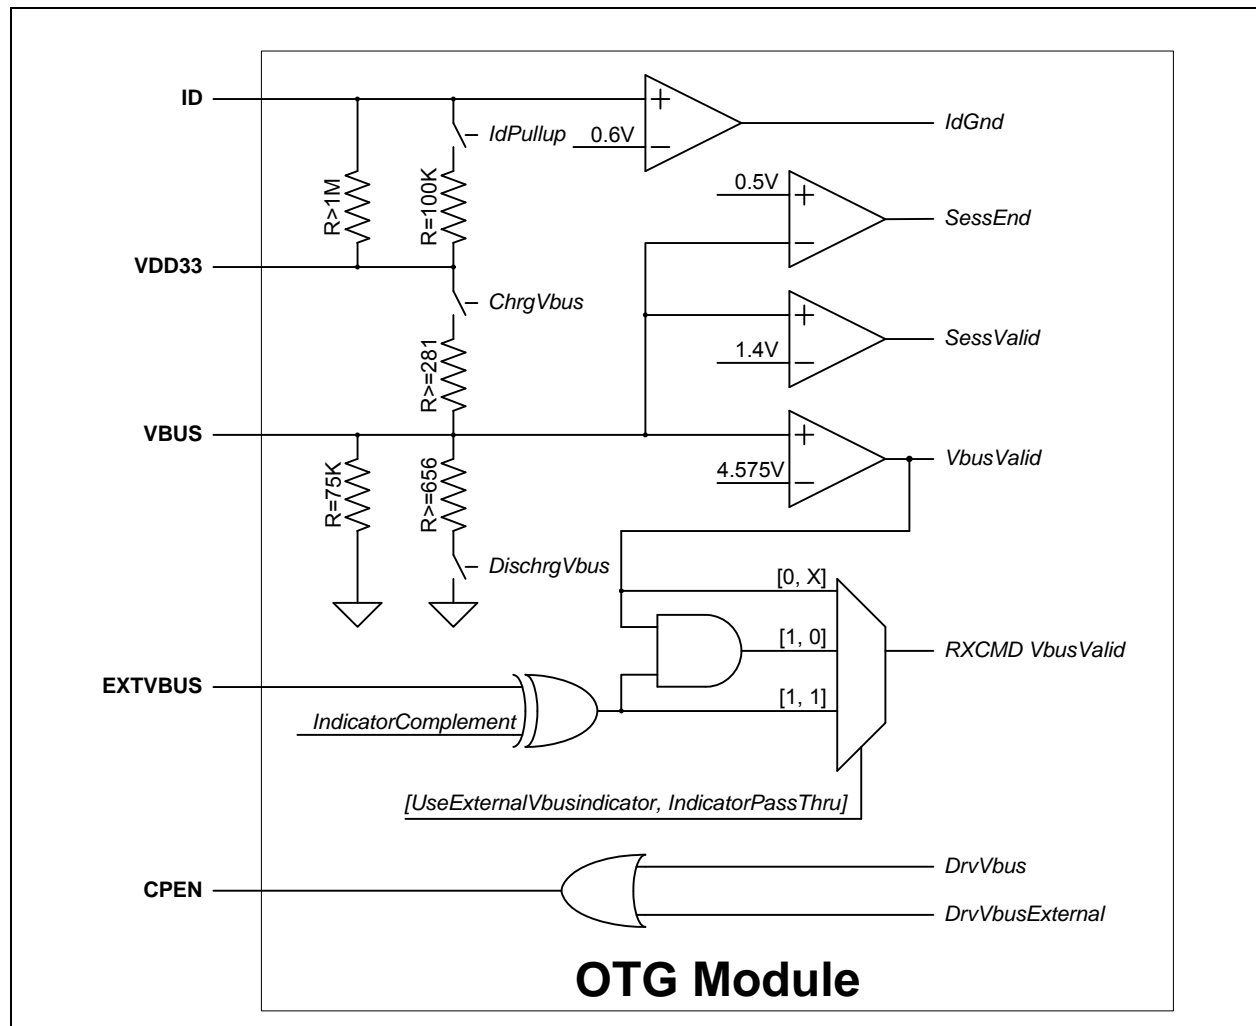 ID
IdPullup
0.6V
IdGnd
R>1M
R=100K
0.5V
SessEnd
VDD33
ChrgVbus
R>=281
1.4V
SessValid
VBUS
R=75K
R>=656
4.575V
VbusValid
DischrgVbus
[0, X]
[1, 0]
RXCMD VbusValid
EXTVBUS
[1, 1]
IndicatorComplement
[UseExternalVbusindicator, IndicatorPassThru]
DrvVbus
CPEN
DrvVbusExternal
OTG Module